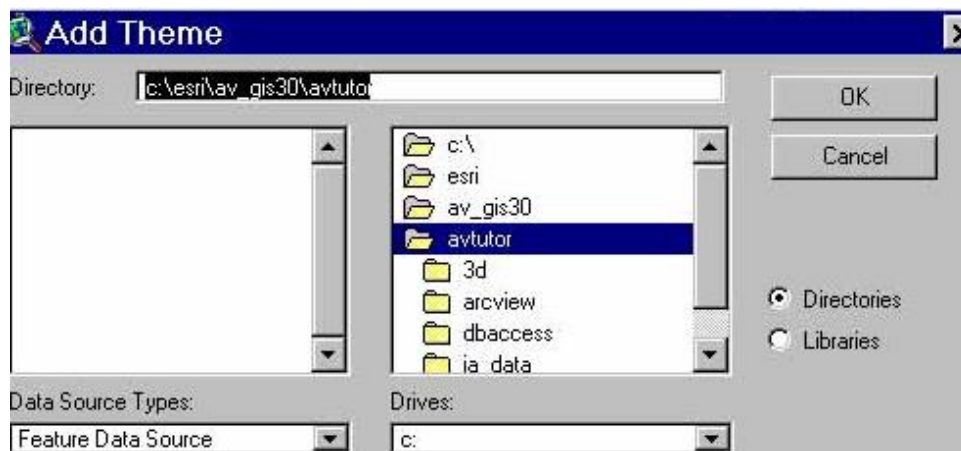 Add Theme
Directory: c:\esri\av_gis30\avtutor
OK
Cancel
c:\
esri
av_gis30
avtutor
3d
arcview
dbaccess
ia_data
Directories
Libraries
Data Source Types:
Drives:
Feature Data Source
c: